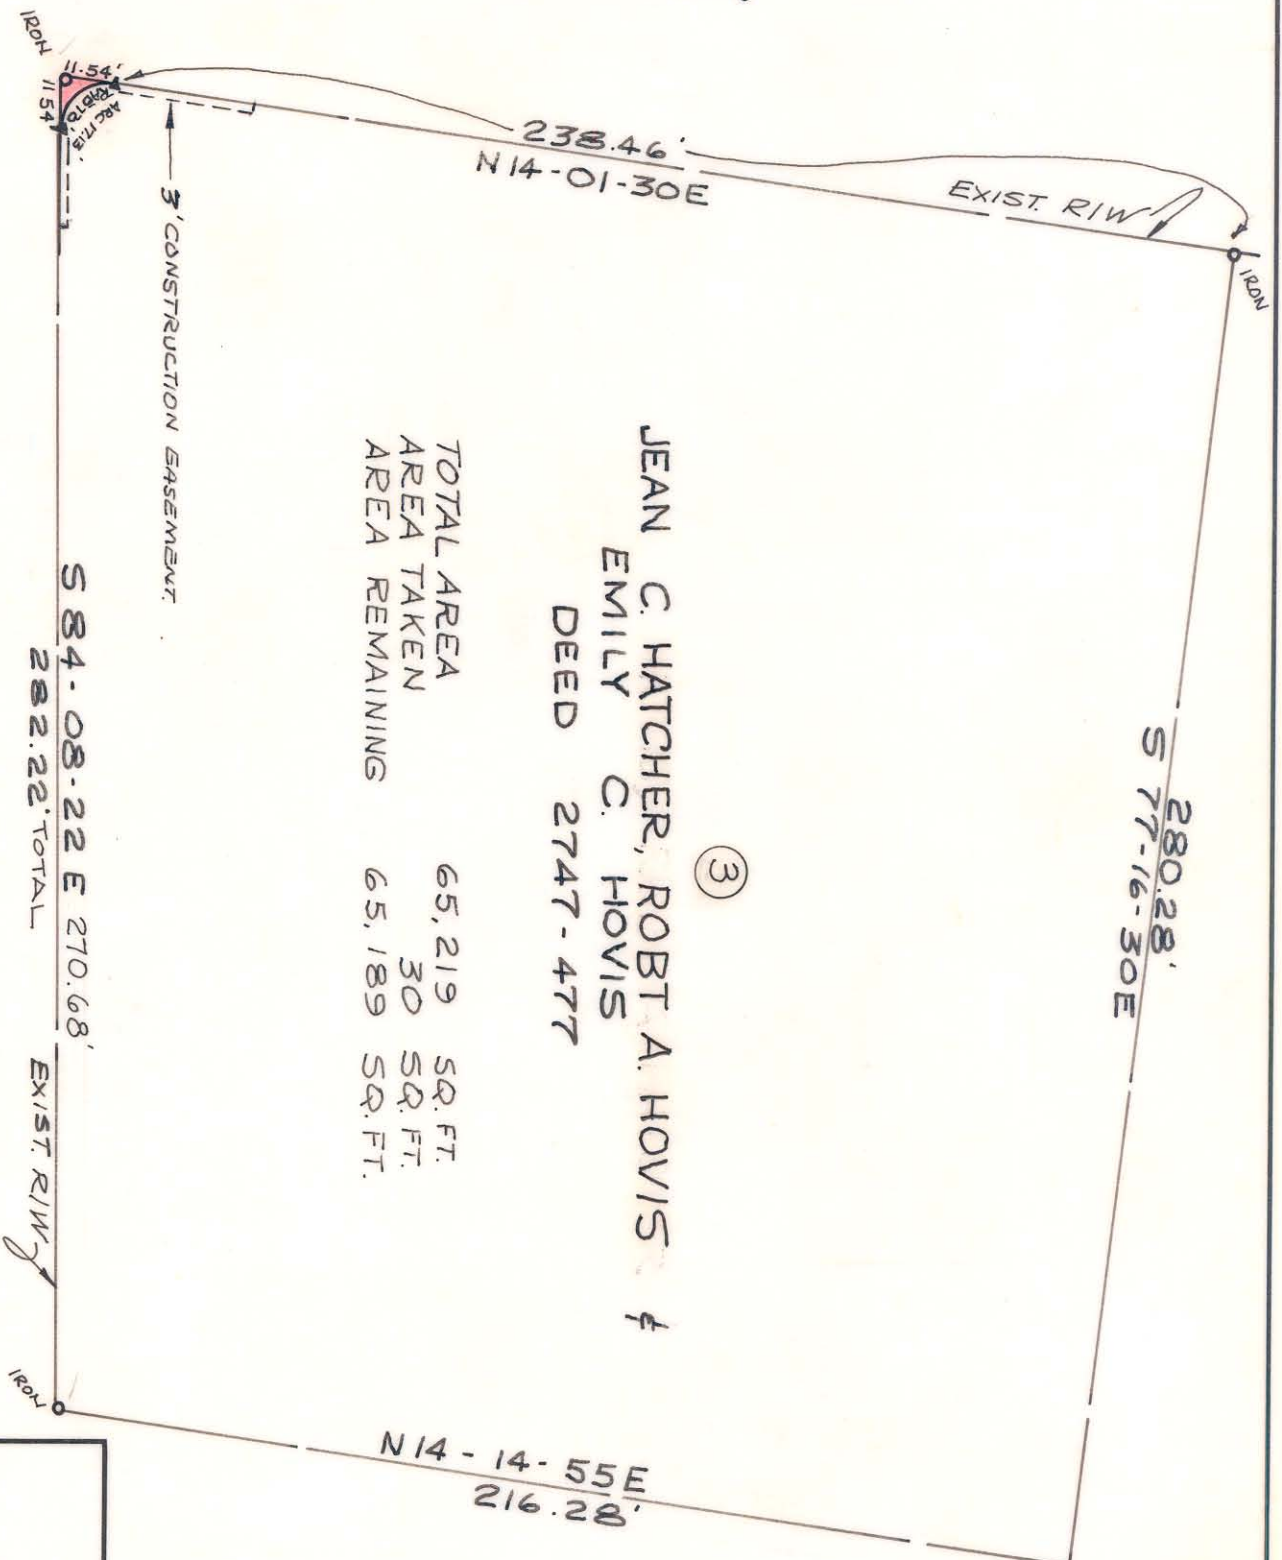 IRON
11.54'
11.54'
RAD 10'
ARC 17.13'
238.46'
N 14-01-30E
EXIST. R/W
IRON
3' CONSTRUCTION EASEMENT.
280.28'
S 77-16-30E
③
JEAN C. HATCHER, ROBT A. HOVIS &
EMILY C. HOVIS
DEED 2747-477
TOTAL AREA 65,219 SQ.FT.
AREA TAKEN 30 SQ.FT.
AREA REMAINING 65,189 SQ.FT.
S 84-08-22 E 270.68'
282.22' TOTAL
EXIST. R/W
IRON
N 14-14-55E
216.28'